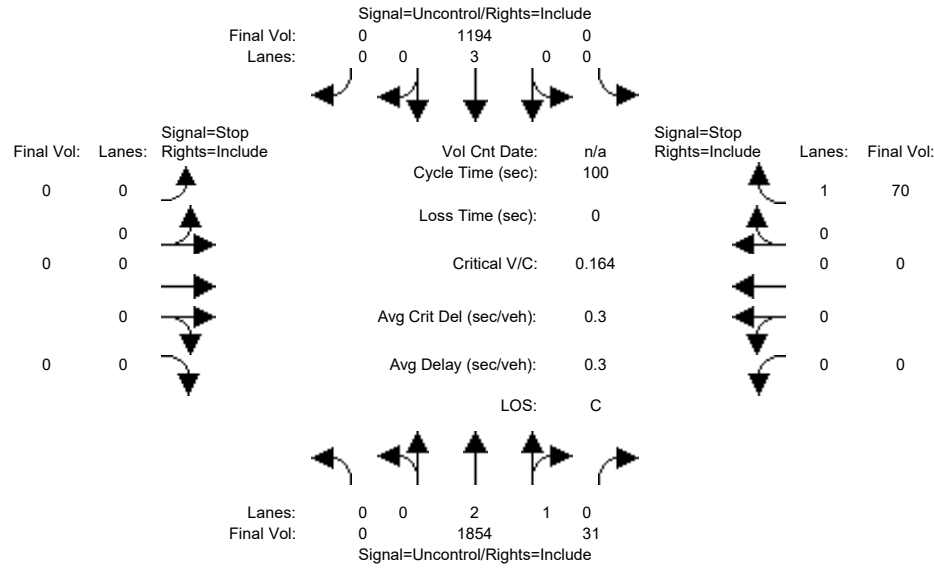 Signal=Uncontrol/Rights=Include
Final Vol: 0 1194 0
Lanes: 0 0 3 0 0
Signal=Stop Signal=Stop
Final Vol: Lanes: Rights=Include Vol Cnt Date: n/a Rights=Include Lanes: Final Vol:
Cycle Time (sec): 100
0 0 1 70
Loss Time (sec): 0
0 0
0 0 Critical V/C: 0.164 0 0
0 Avg Crit Del (sec/veh): 0.3 0
0 0 Avg Delay (sec/veh): 0.3 0 0
LOS: C
Lanes: 0 0 2 1 0
Final Vol: 0 1854 31
Signal=Uncontrol/Rights=Include